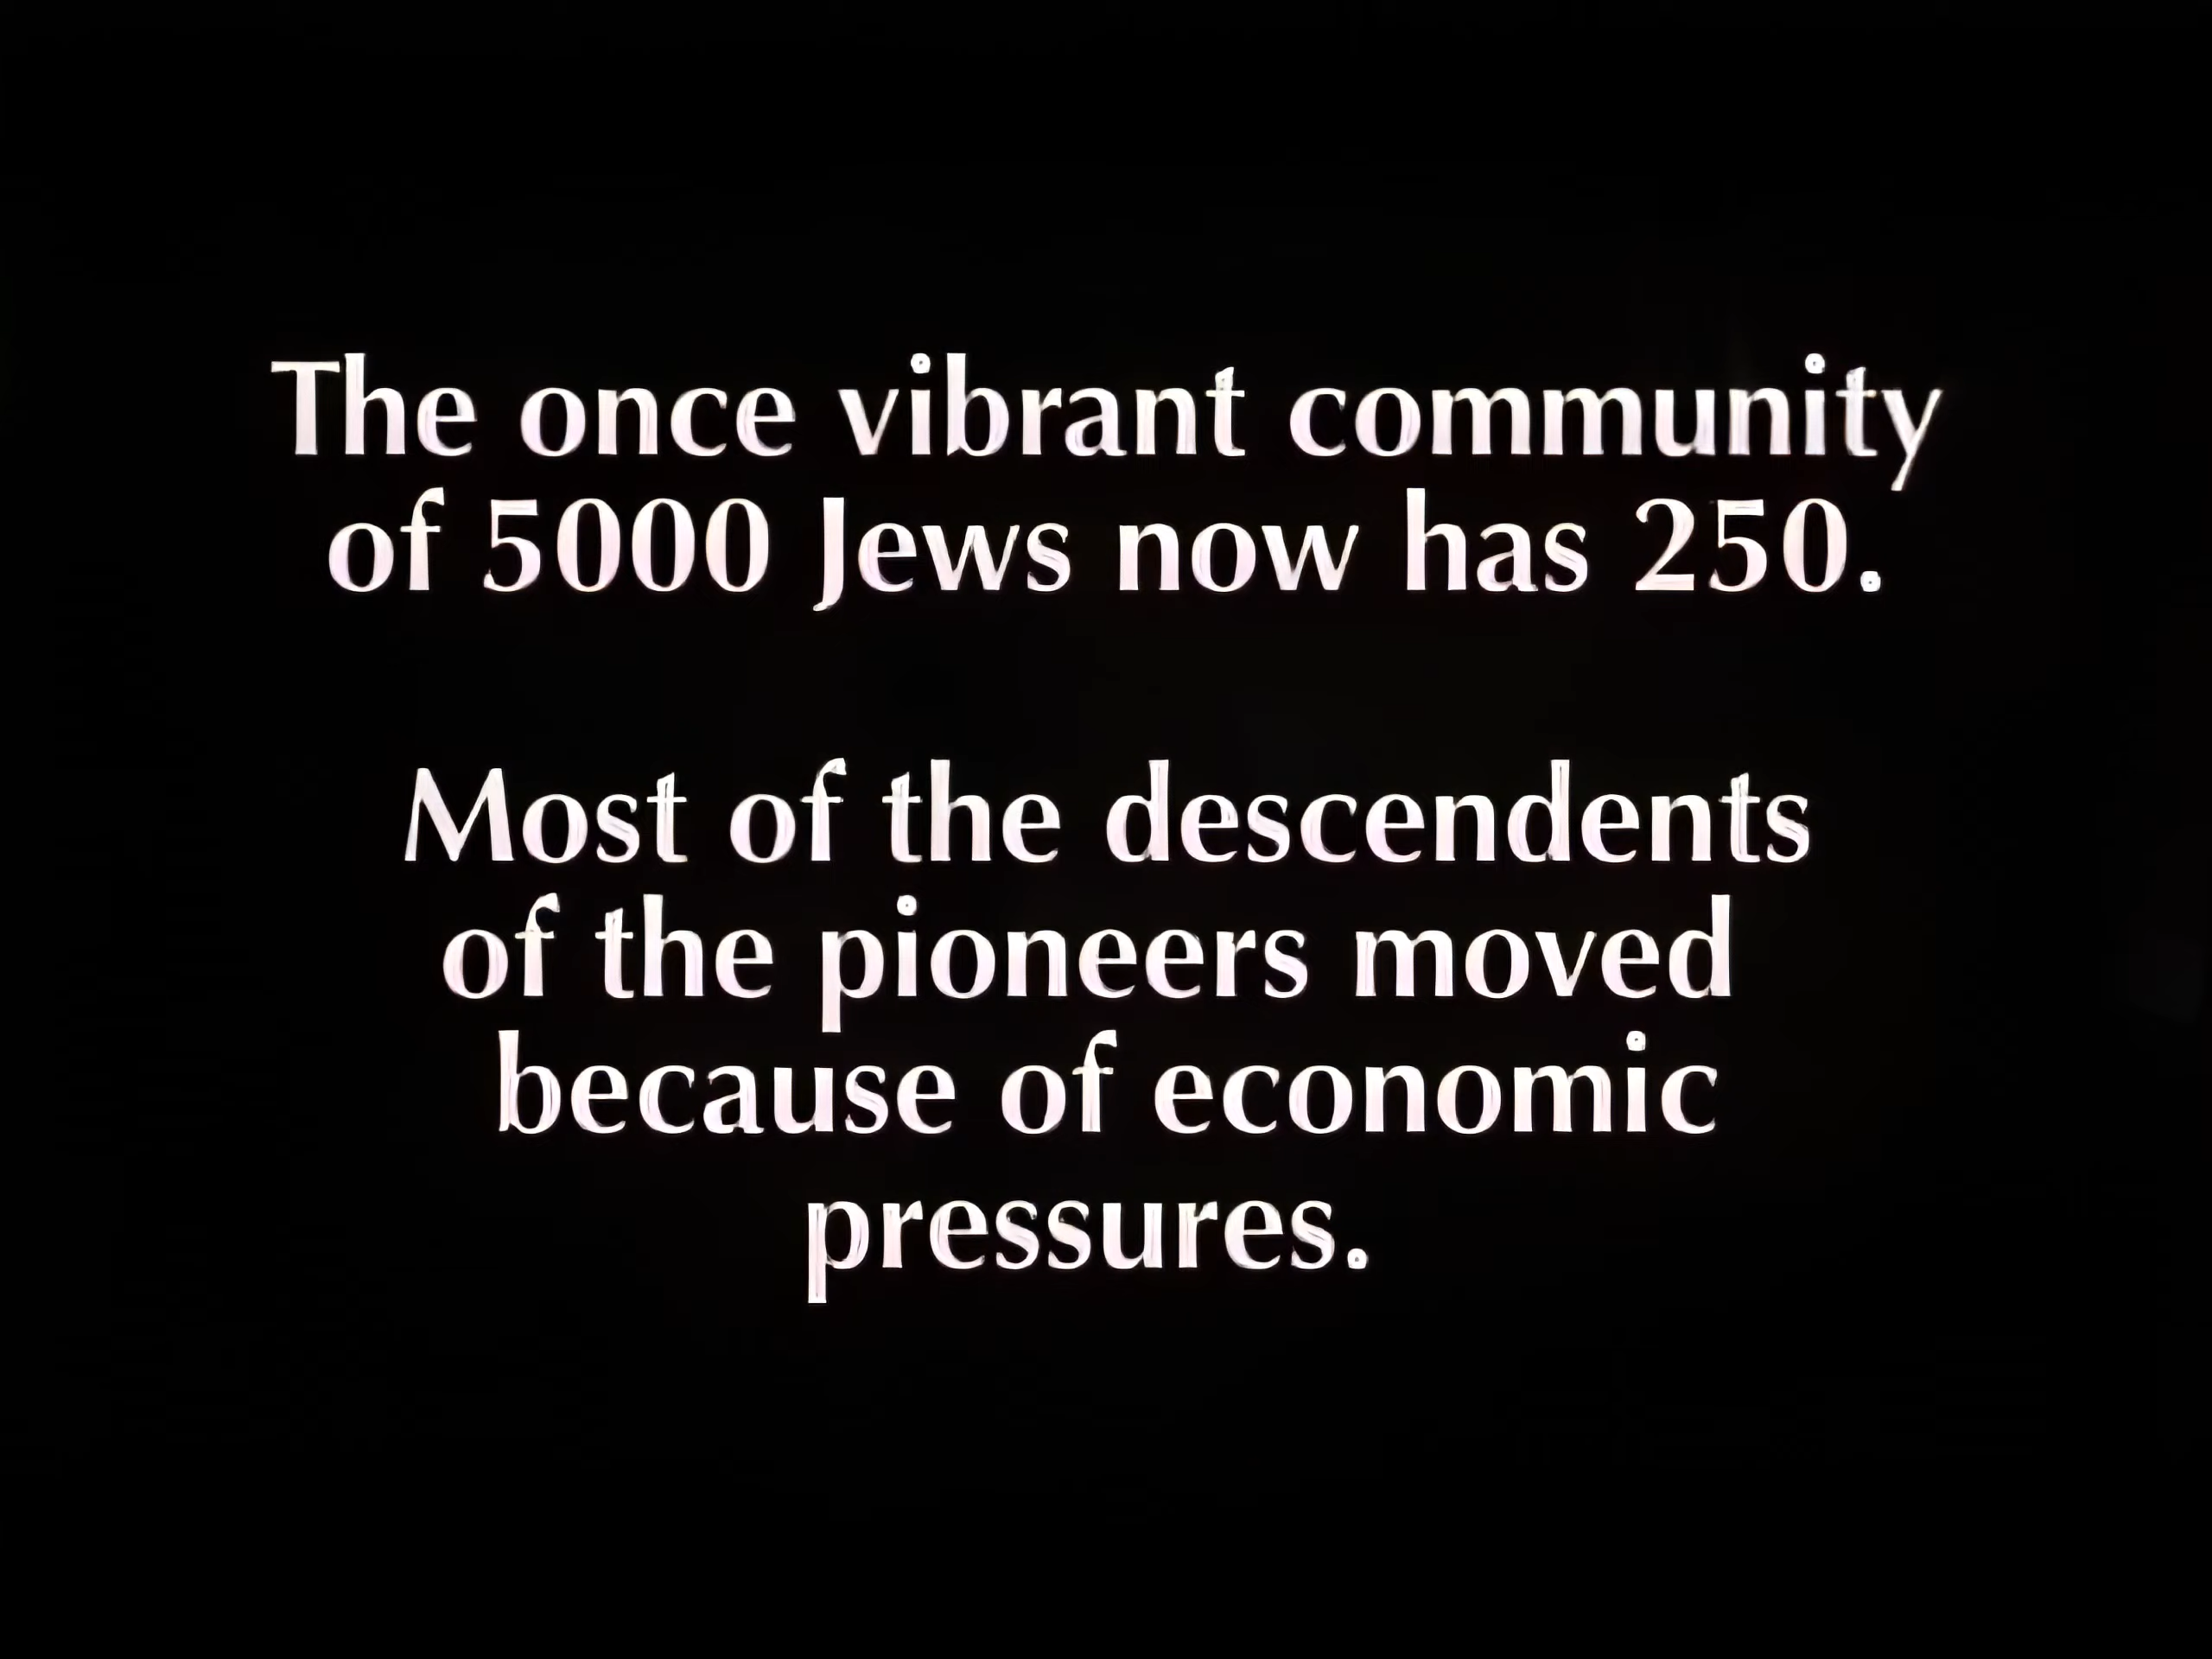 The once vibrant community
of 5000 Jews now has 250.
Most of the descendents
of the pioneers moved
because of economic
pressures.